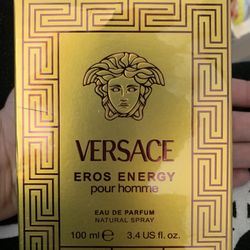 VERSACE
EROS ENERGY
pour homme
EAU DE PARFUM
NATURAL SPRAY
100 ml ℮ 3.4 US fl. oz.